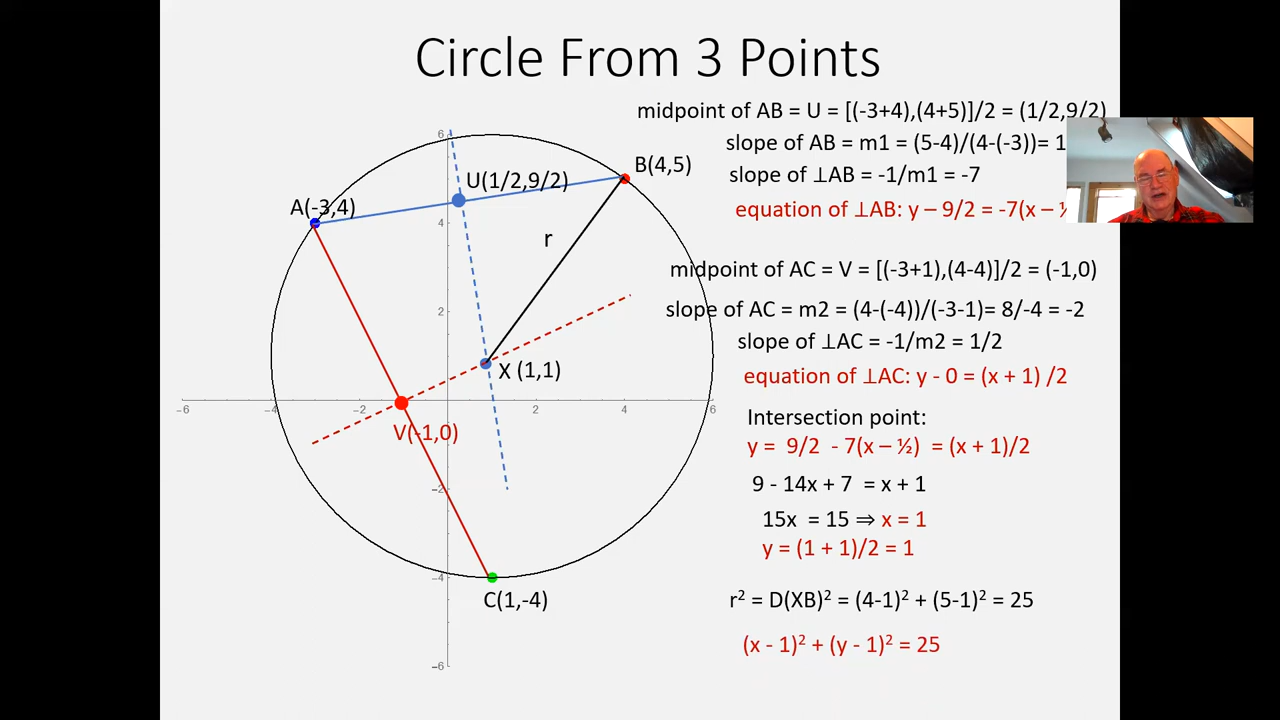 Circle From 3 Points
midpoint of AB = U = [(-3+4),(4+5)]/2 = (1/2,9/2)
slope of AB = m1 = (5-4)/(4-(-3))= 1
slope of ⊥AB = -1/m1 = -7
equation of ⊥AB: y – 9/2 = -7(x –
midpoint of AC = V = [(-3+1),(4-4)]/2 = (-1,0)
slope of AC = m2 = (4-(-4))/(-3-1)= 8/-4 = -2
slope of ⊥AC = -1/m2 = 1/2
equation of ⊥AC: y - 0 = (x + 1) /2
Intersection point:
y = 9/2 - 7(x – ½) = (x + 1)/2
9 - 14x + 7 = x + 1
15x = 15 ⇒ x = 1
y = (1 + 1)/2 = 1
r² = D(XB)² = (4-1)² + (5-1)² = 25
(x - 1)² + (y - 1)² = 25
6
B(4,5)
U(1/2,9/2)
A(-3,4)
4
r
2
X (1,1)
-6 -4 -2 2 4 6
V(-1,0)
-2
-4
C(1,-4)
-6